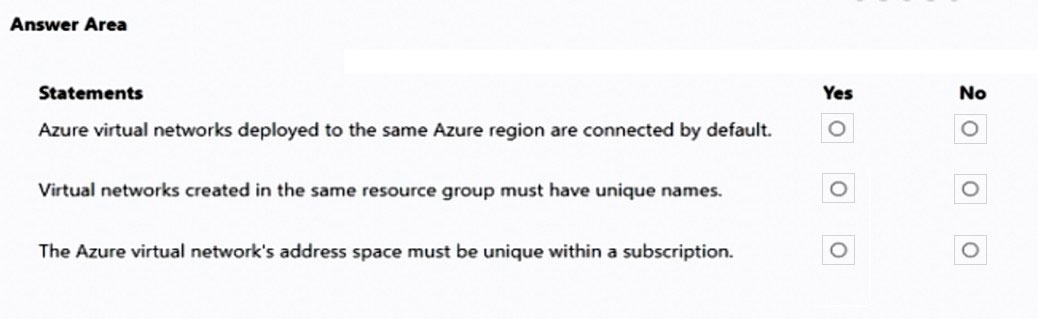 Answer Area
Statements Yes No
Azure virtual networks deployed to the same Azure region are connected by default.
Virtual networks created in the same resource group must have unique names.
The Azure virtual network's address space must be unique within a subscription.